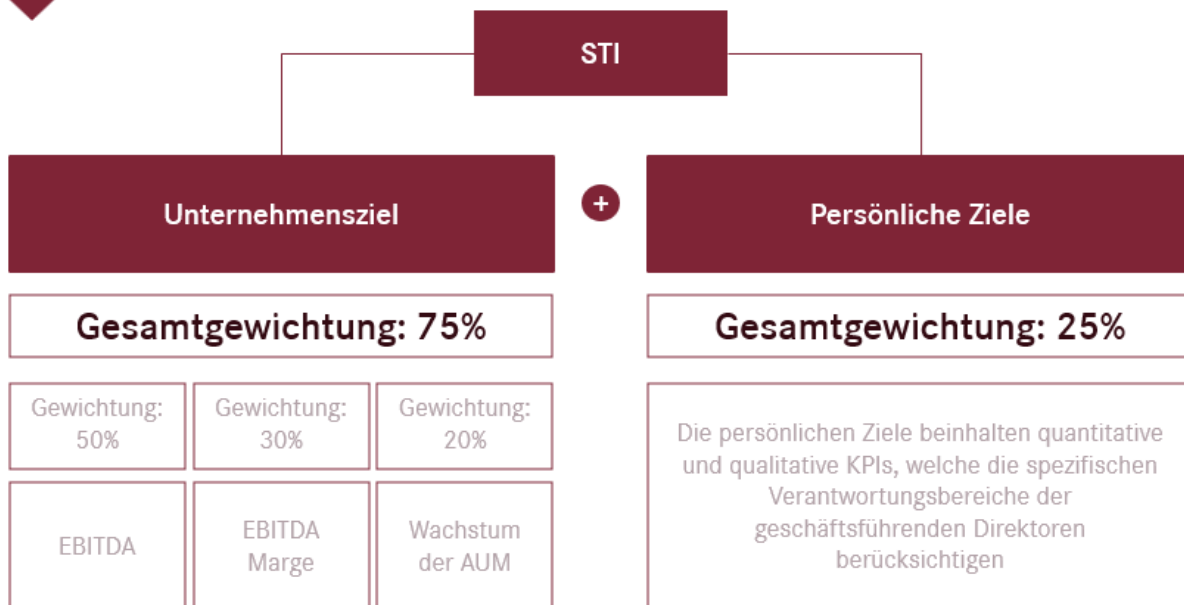 STI
Unternehmensziel
+
Persönliche Ziele
Gesamtgewichtung: 75%
Gesamtgewichtung: 25%
Gewichtung:
50%
Gewichtung:
30%
Gewichtung:
20%
EBITDA
EBITDA
Marge
Wachstum
der AUM
Die persönlichen Ziele beinhalten quantitative
und qualitative KPIs, welche die spezifischen
Verantwortungsbereiche der
geschäftsführenden Direktoren
berücksichtigen